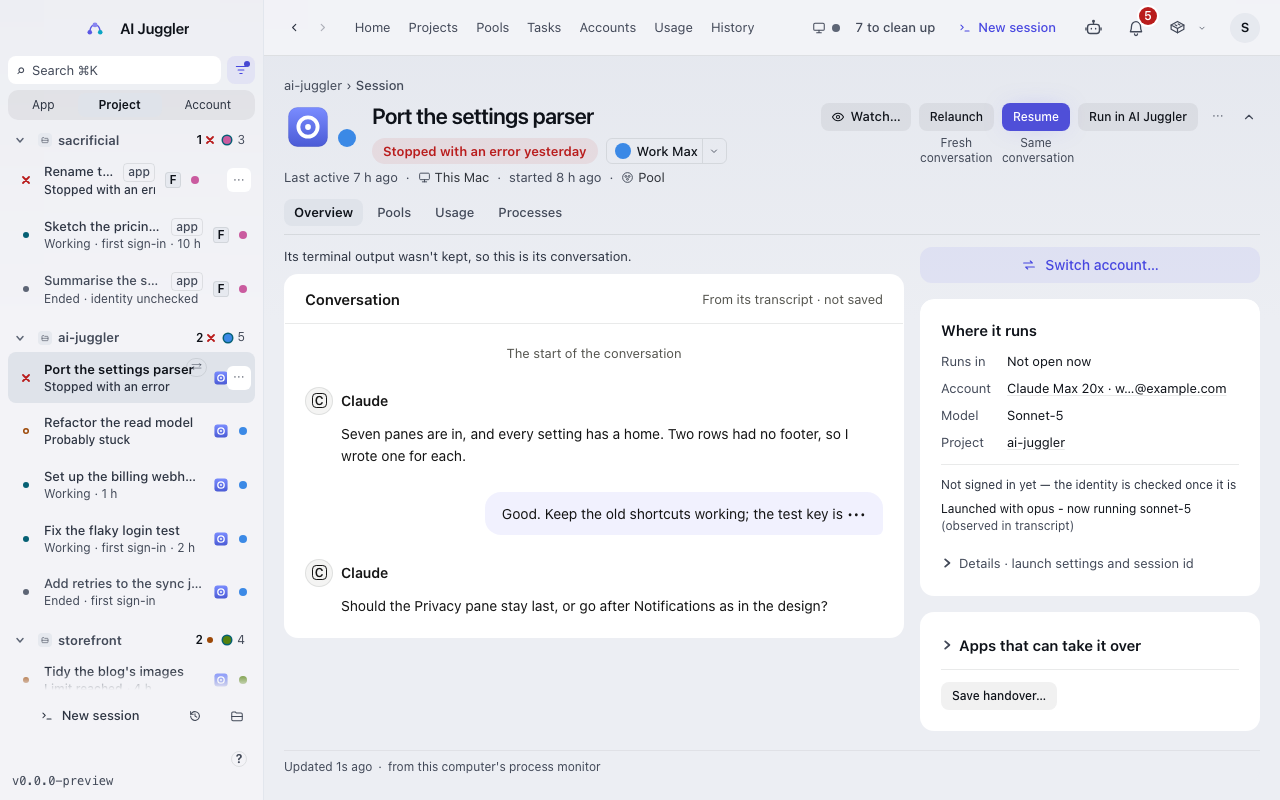 AI Juggler
Search ⌘K
App Project Account
sacrificial 1 3
Rename t... app F
Stopped with an err
Sketch the pricin... app F
Working · first sign-in · 10 h
Summarise the s... app F
Ended · identity unchecked
ai-juggler 2 5
Port the settings parser
Stopped with an error
Refactor the read model
Probably stuck
Set up the billing webh...
Working · 1 h
Fix the flaky login test
Working · first sign-in · 2 h
Add retries to the sync j...
Ended · first sign-in
storefront 2 4
Tidy the blog's images
New session
?
v0.0.0-preview
Home Projects Pools Tasks Accounts Usage History 7 to clean up New session 5 S
ai-juggler › Session
Port the settings parser
Stopped with an error yesterday Work Max
Last active 7 h ago · This Mac · started 8 h ago · Pool
Watch... Relaunch Resume Run in AI Juggler ...
Fresh conversation
Same conversation
Overview Pools Usage Processes
Its terminal output wasn't kept, so this is its conversation.
Conversation From its transcript · not saved
The start of the conversation
C Claude
Seven panes are in, and every setting has a home. Two rows had no footer, so I
wrote one for each.
Good. Keep the old shortcuts working; the test key is •••
C Claude
Should the Privacy pane stay last, or go after Notifications as in the design?
Switch account...
Where it runs
Runs in Not open now
Account Claude Max 20x · w...@example.com
Model Sonnet-5
Project ai-juggler
Not signed in yet — the identity is checked once it is
Launched with opus - now running sonnet-5
(observed in transcript)
Details · launch settings and session id
Apps that can take it over
Save handover...
Updated 1s ago · from this computer's process monitor